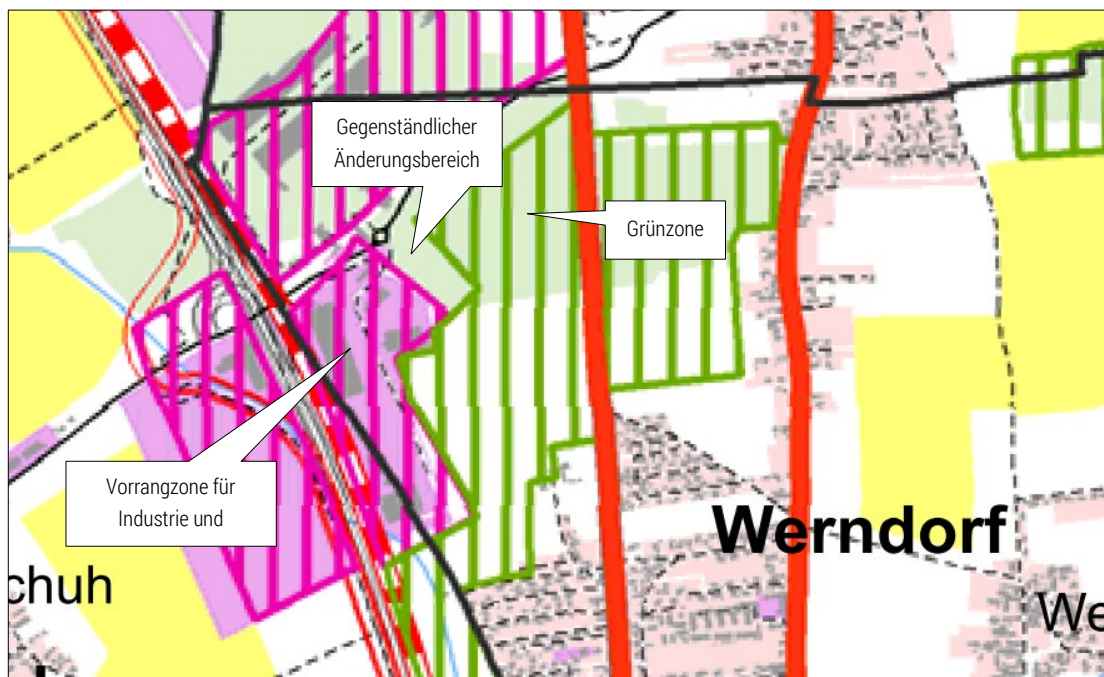 Gegenständlicher
Änderungsbereich
Grünzone
Vorrangzone für
Industrie und
Werndorf
chuh
We